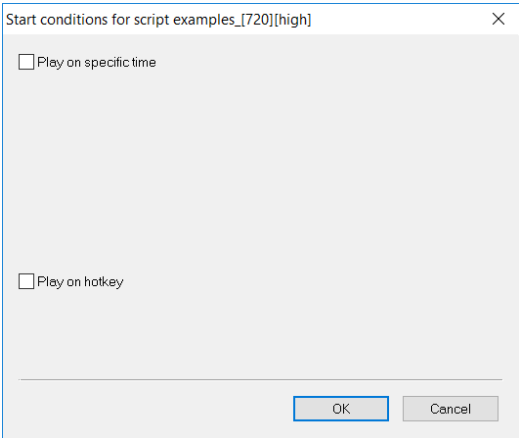 Start conditions for script examples_[720][high]
Play on specific time
Play on hotkey
OK
Cancel